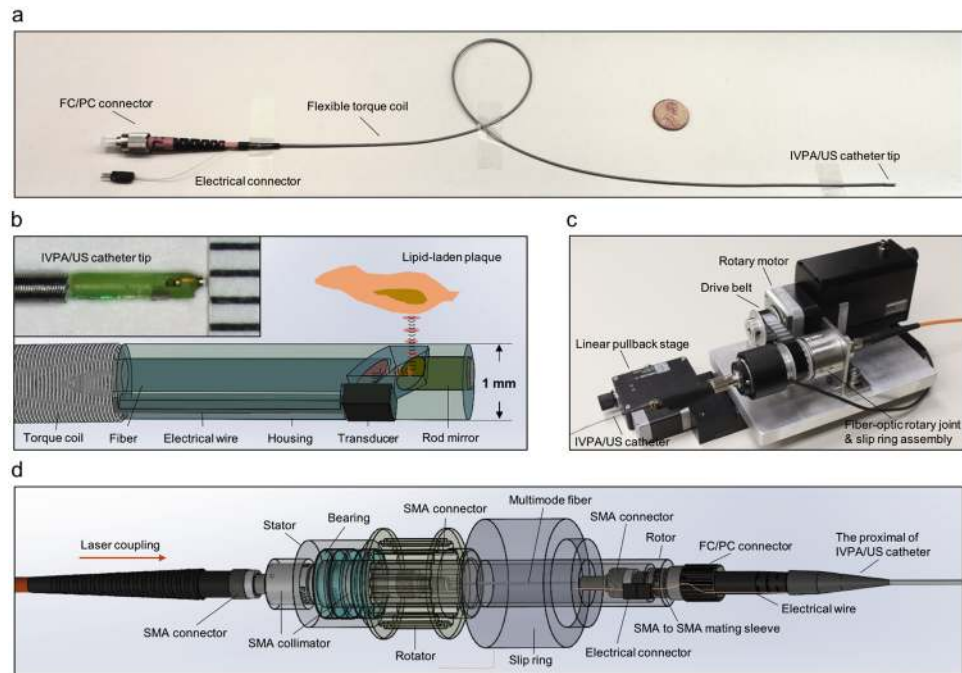 a
FC/PC connector
Flexible torque coil
Electrical connector
IVPA/US catheter tip
b
IVPA/US catheter tip
Lipid-laden plaque
1 mm
Torque coil
Fiber
Electrical wire
Housing
Transducer
Rod mirror
c
Rotary motor
Drive belt
Linear pullback stage
IVPA/US catheter
Fiber-optic rotary joint
& slip ring assembly
d
Laser coupling
SMA connector
Stator
Bearing
SMA collimator
SMA connector
Rotator
Multimode fiber
Slip ring
SMA connector
Rotor
FC/PC connector
The proximal of
IVPA/US catheter
Electrical wire
SMA to SMA mating sleeve
Electrical connector